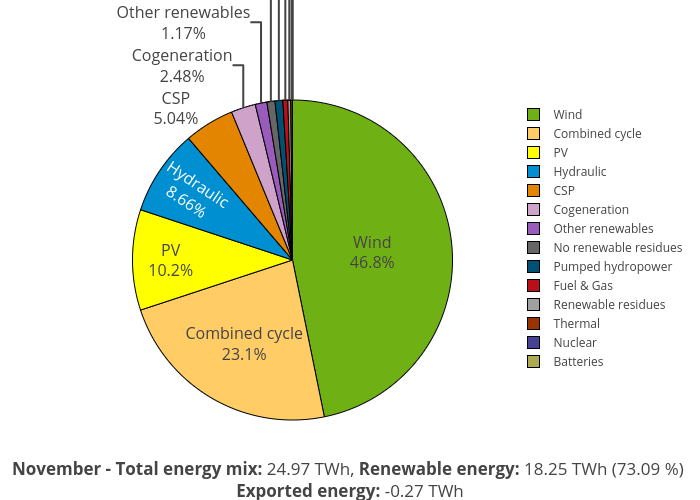 Other renewables
1.17%
Cogeneration
2.48%
CSP
5.04%
Hydraulic
8.66%
PV
10.2%
Combined cycle
23.1%
Wind
46.8%
Wind
Combined cycle
PV
Hydraulic
CSP
Cogeneration
Other renewables
No renewable residues
Pumped hydropower
Fuel & Gas
Renewable residues
Thermal
Nuclear
Batteries
November - Total energy mix: 24.97 TWh, Renewable energy: 18.25 TWh (73.09 %)
Exported energy: -0.27 TWh